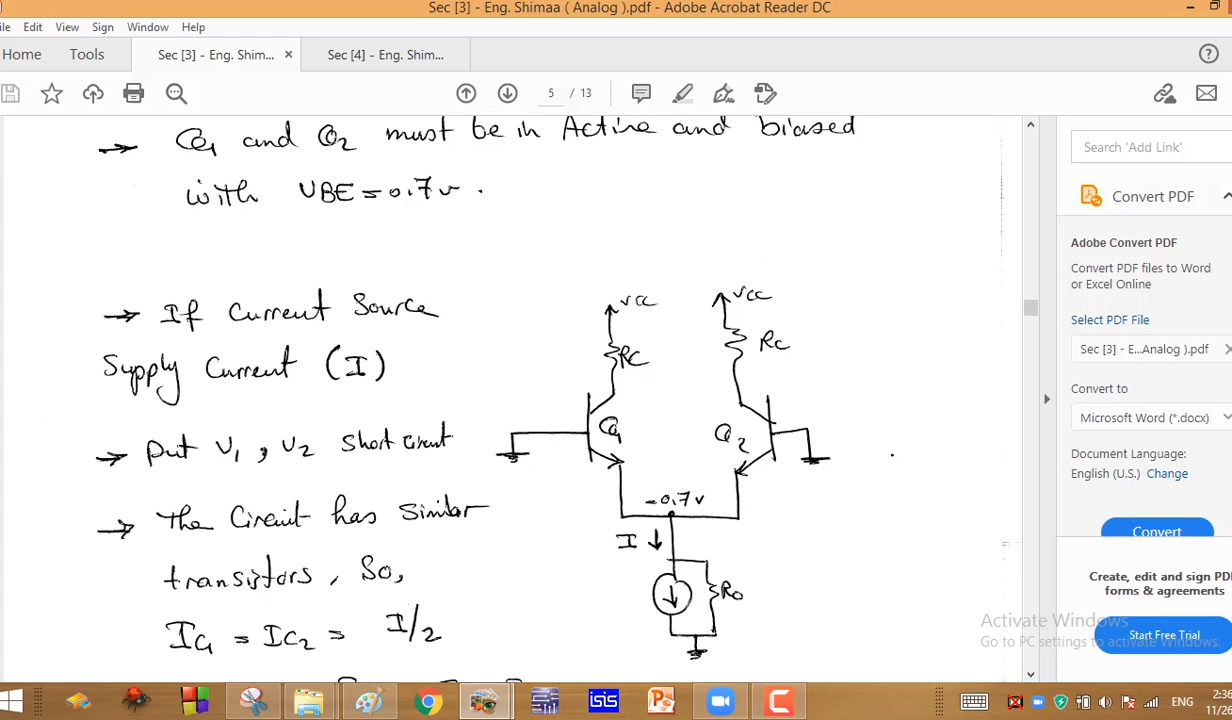 Sec [3] - Eng. Shimaa ( Analog ).pdf - Adobe Acrobat Reader DC
File Edit View Sign Window Help
Home Tools Sec [3] - Eng. Shim... × Sec [4] - Eng. Shim...
5 / 13
→ Q1 and Q2 must be in Active and biased
with VBE = 0.7v .
→ If Current Source
Supply Current (I)
→ Put V1 , V2 Short circuit
→ The Circuit has Similar
transistors , So,
IC1 = IC2 = I/2
VCC VCC
RC RC
Q1 Q2
-0.7v
I ↓
Ro
Search 'Add Link'
Convert PDF
Adobe Convert PDF
Convert PDF files to Word
or Excel Online
Select PDF File
Sec [3] - E...Analog ).pdf ×
Convert to
Microsoft Word (*.docx)
Document Language:
English (U.S.) Change
Convert
Create, edit and sign PDF
forms & agreements
Start Free Trial
Activate Windows
Go to PC settings to activate Windows.
isis
ENG
2:36
11/26